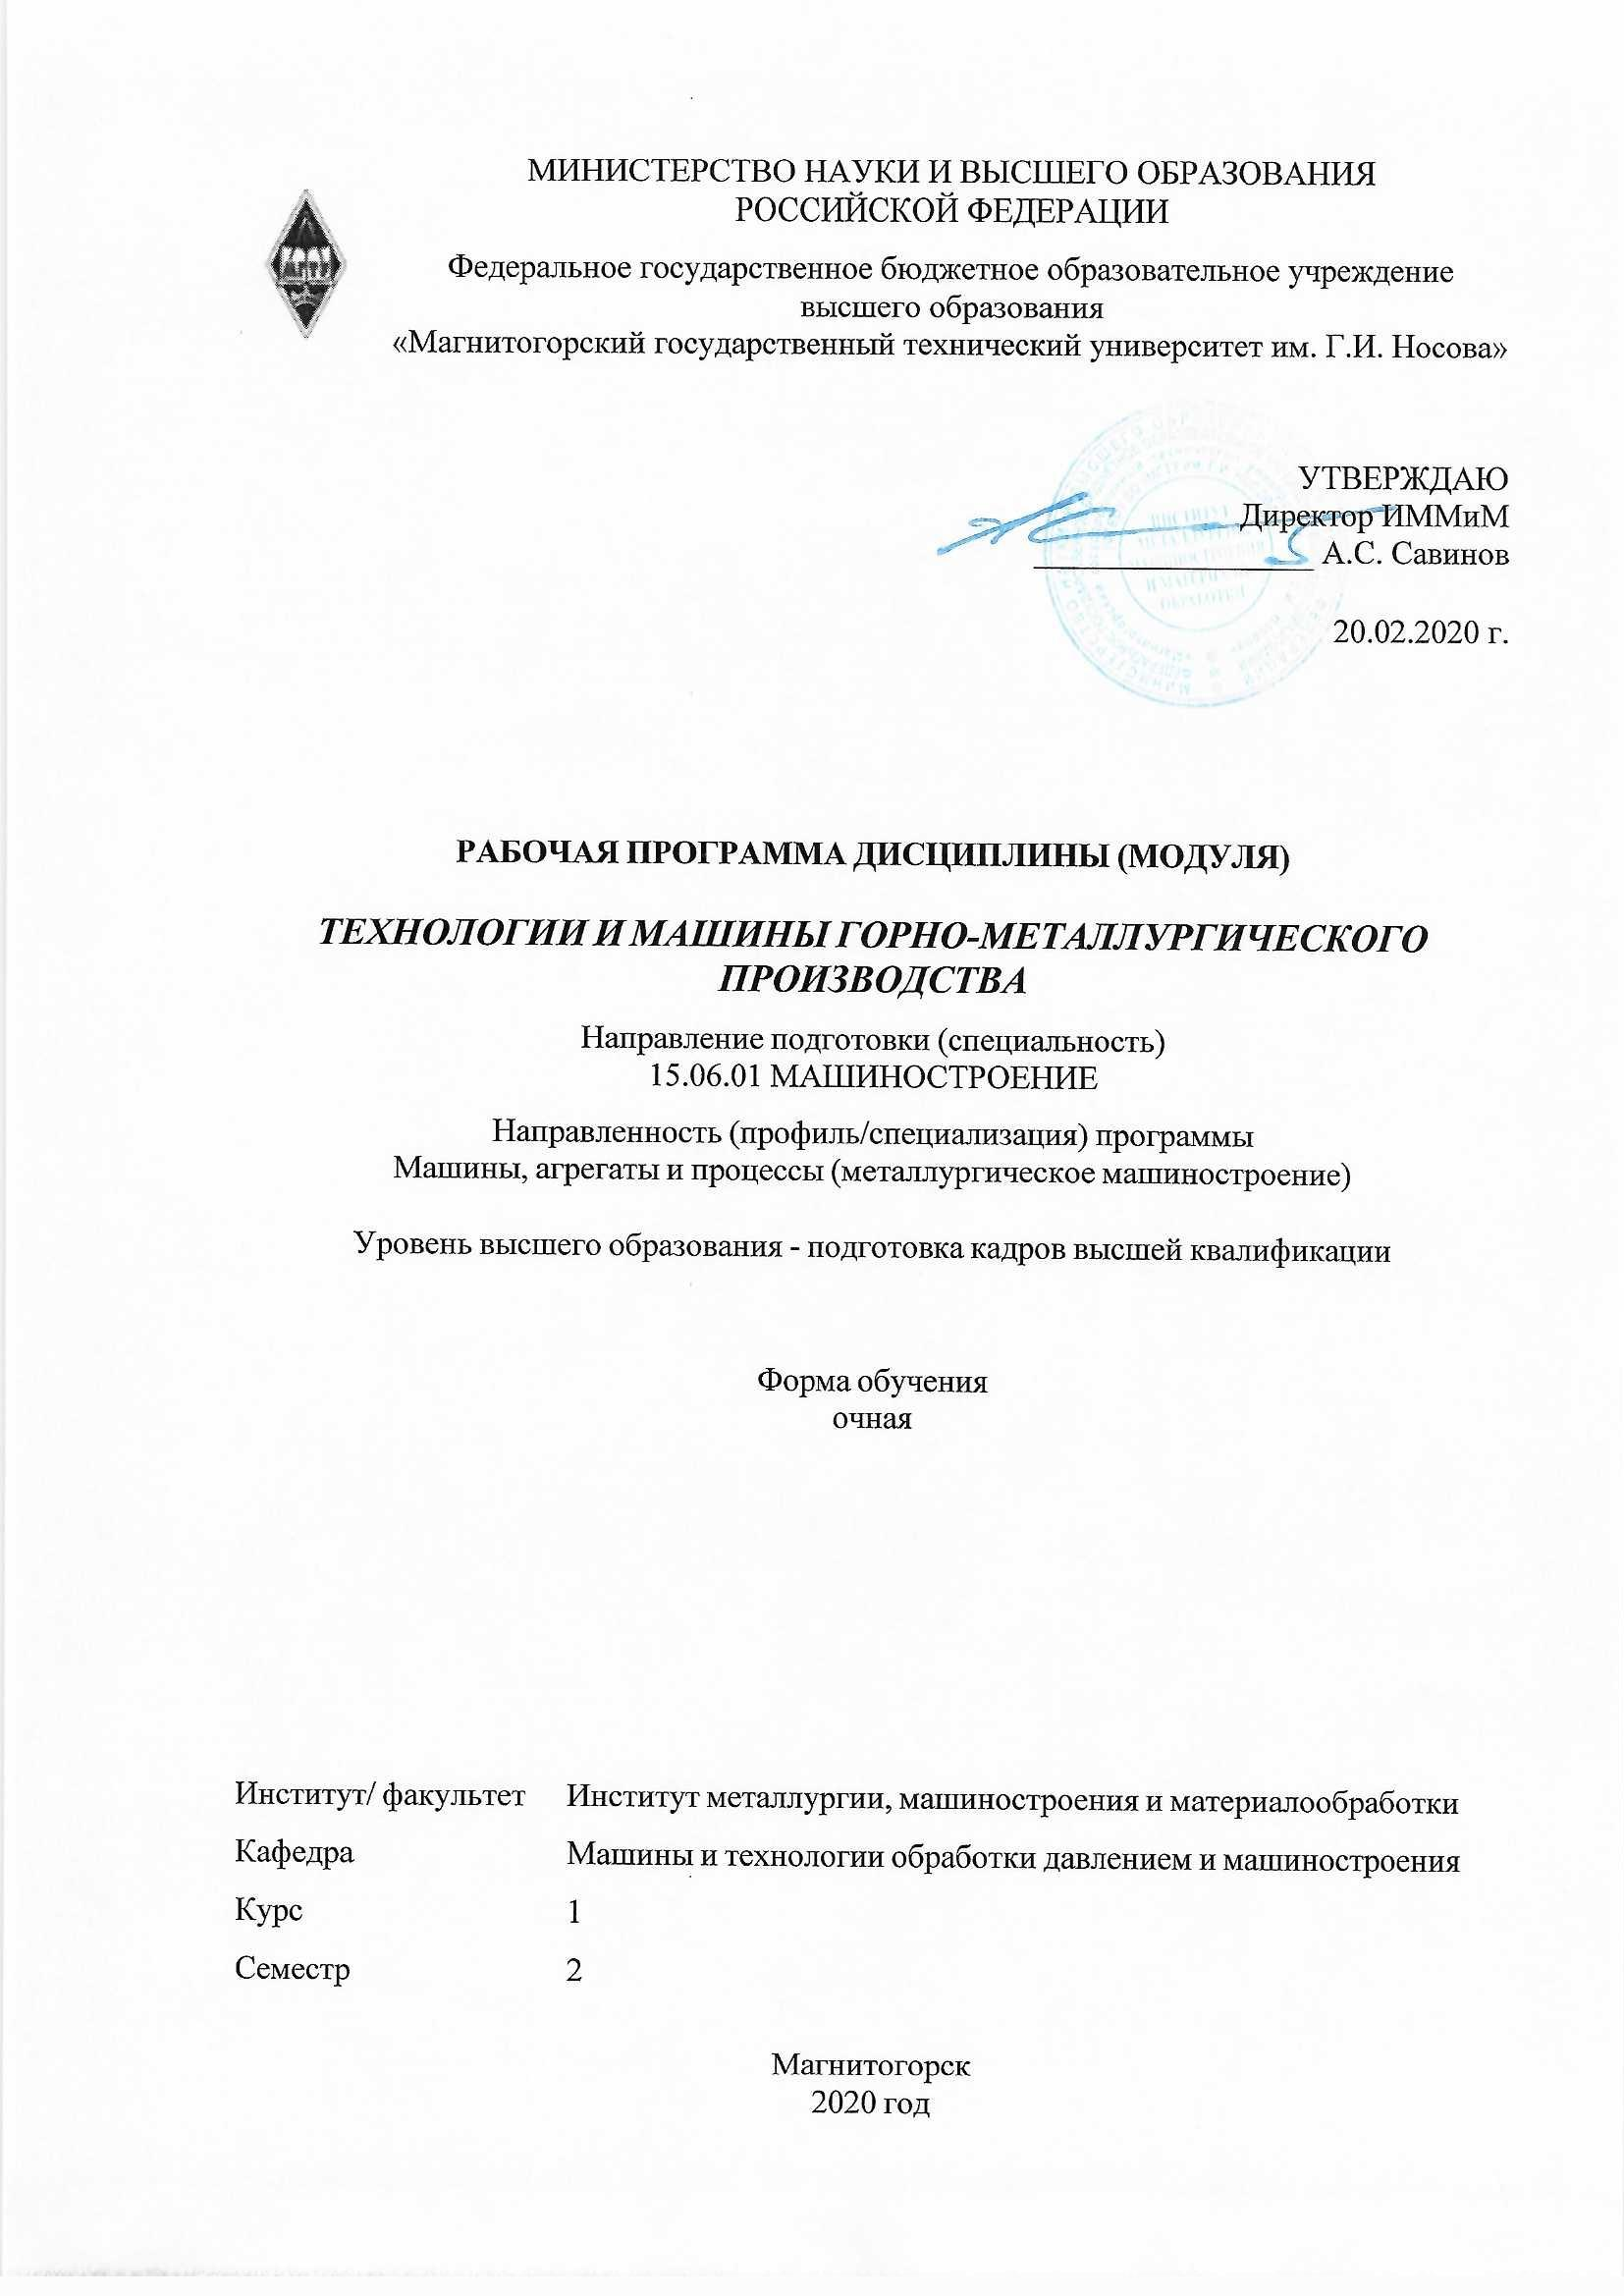 МИНИСТЕРСТВО НАУКИ И ВЫСШЕГО ОБРАЗОВАНИЯ
РОССИЙСКОЙ ФЕДЕРАЦИИ
МГТУ
Федеральное государственное бюджетное образовательное учреждение
высшего образования
«Магнитогорский государственный технический университет им. Г.И. Носова»
УТВЕРЖДАЮ
Директор ИММиМ
А.С. Савинов
20.02.2020 г.
РАБОЧАЯ ПРОГРАММА ДИСЦИПЛИНЫ (МОДУЛЯ)
ТЕХНОЛОГИИ И МАШИНЫ ГОРНО-МЕТАЛЛУРГИЧЕСКОГО
ПРОИЗВОДСТВА
Направление подготовки (специальность)
15.06.01 МАШИНОСТРОЕНИЕ
Направленность (профиль/специализация) программы
Машины, агрегаты и процессы (металлургическое машиностроение)
Уровень высшего образования - подготовка кадров высшей квалификации
Форма обучения
очная
Институт/ факультет Институт металлургии, машиностроения и материалообработки
Кафедра Машины и технологии обработки давлением и машиностроения
Курс 1
Семестр 2
Магнитогорск
2020 год